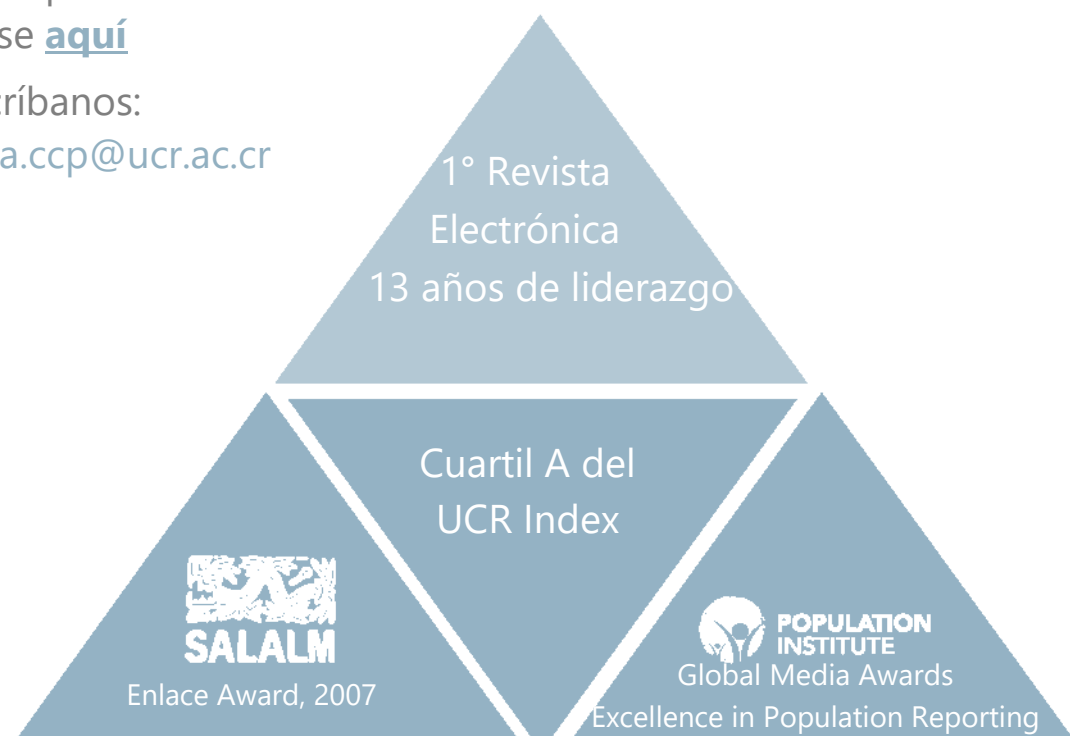 se aquí
críbanos:
a.ccp@ucr.ac.cr
1° Revista
Electrónica
13 años de liderazgo
Cuartil A del
UCR Index
SALALM
Enlace Award, 2007
POPULATION
INSTITUTE
Global Media Awards
Excellence in Population Reporting